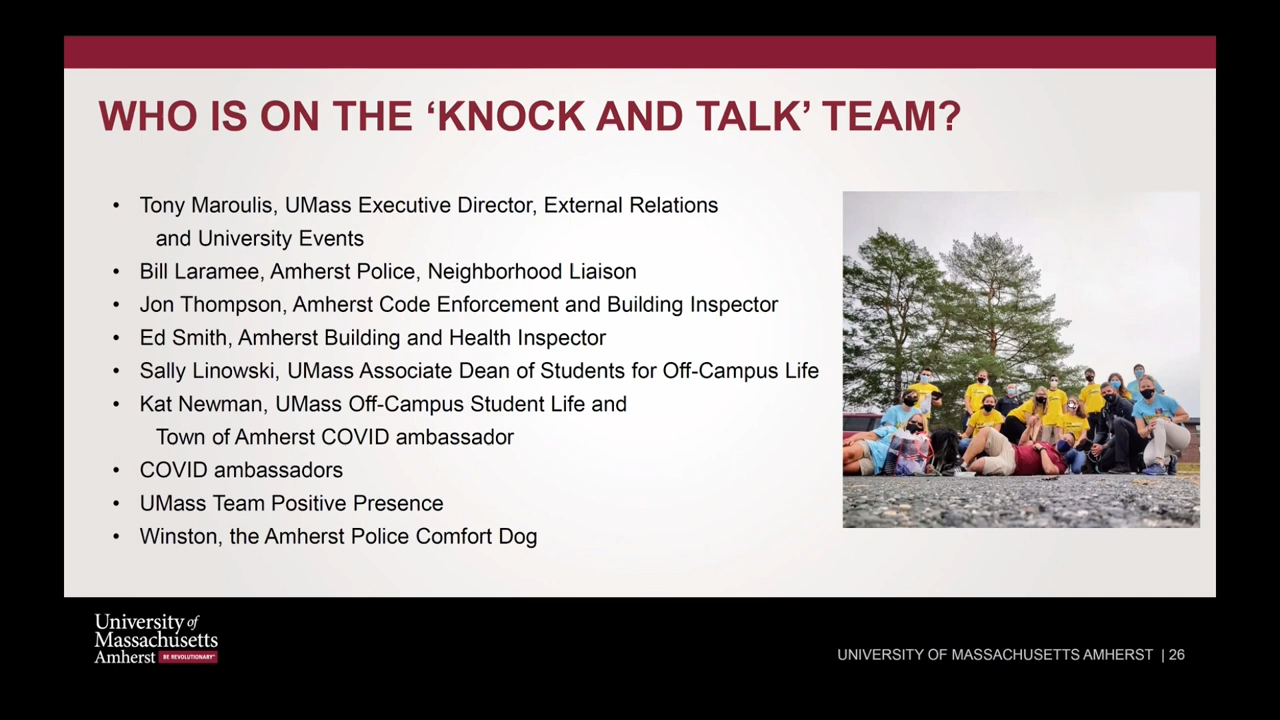 WHO IS ON THE ‘KNOCK AND TALK’ TEAM?
• Tony Maroulis, UMass Executive Director, External Relations
and University Events
• Bill Laramee, Amherst Police, Neighborhood Liaison
• Jon Thompson, Amherst Code Enforcement and Building Inspector
• Ed Smith, Amherst Building and Health Inspector
• Sally Linowski, UMass Associate Dean of Students for Off-Campus Life
• Kat Newman, UMass Off-Campus Student Life and
Town of Amherst COVID ambassador
• COVID ambassadors
• UMass Team Positive Presence
• Winston, the Amherst Police Comfort Dog
University of
Massachusetts
Amherst BE REVOLUTIONARY™
UNIVERSITY OF MASSACHUSETTS AMHERST | 26